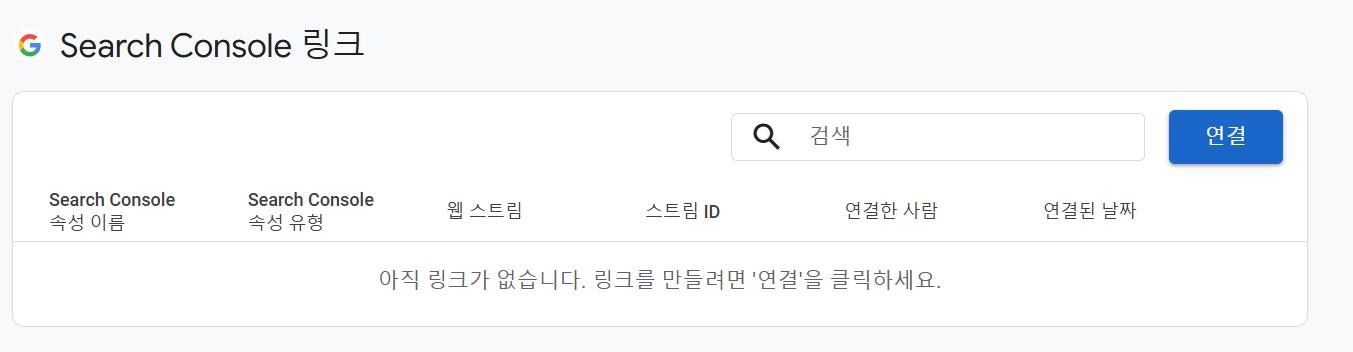 Search Console 링크
검색
연결
Search Console 속성 이름
Search Console 속성 유형
웹 스트림
스트림 ID
연결한 사람
연결된 날짜
아직 링크가 없습니다. 링크를 만들려면 '연결'을 클릭하세요.